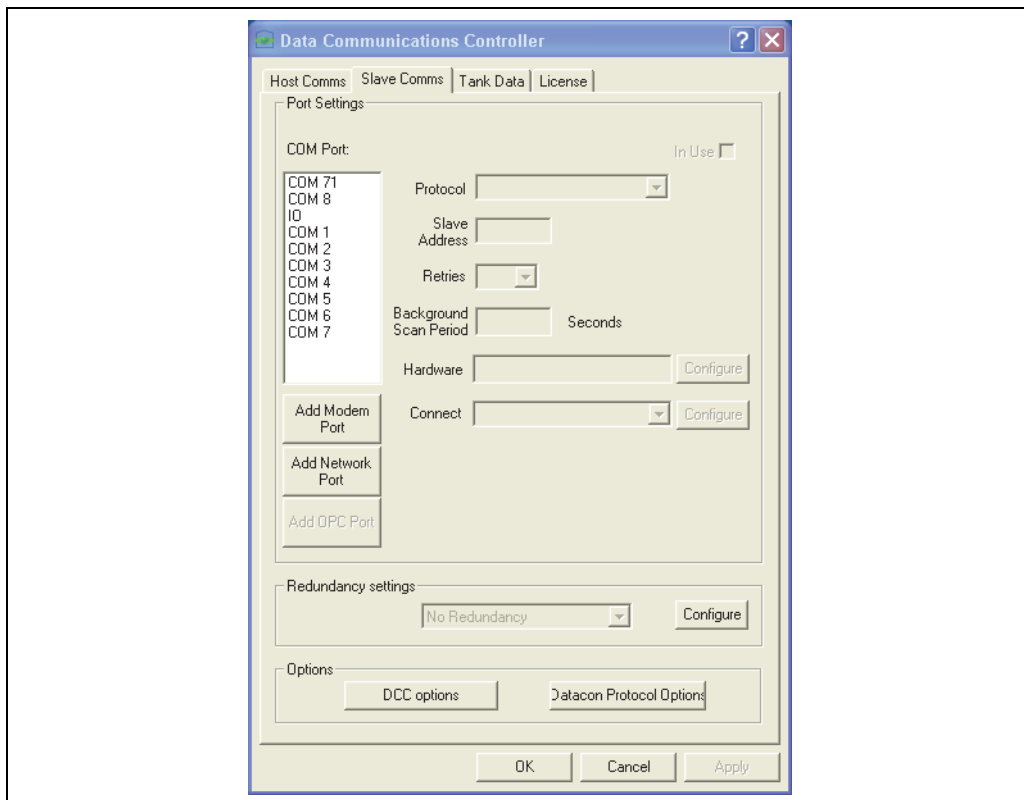 Data Communications Controller
Host Comms
Slave Comms
Tank Data
License
Port Settings
COM Port:
In Use
COM 71
COM 8
IO
COM 1
COM 2
COM 3
COM 4
COM 5
COM 6
COM 7
Protocol
Slave
Address
Retries
Background
Scan Period
Seconds
Hardware
Configure
Connect
Configure
Add Modem
Port
Add Network
Port
Add OPC Port
Redundancy settings
No Redundancy
Configure
Options
DCC options
Datacon Protocol Options
OK
Cancel
Apply